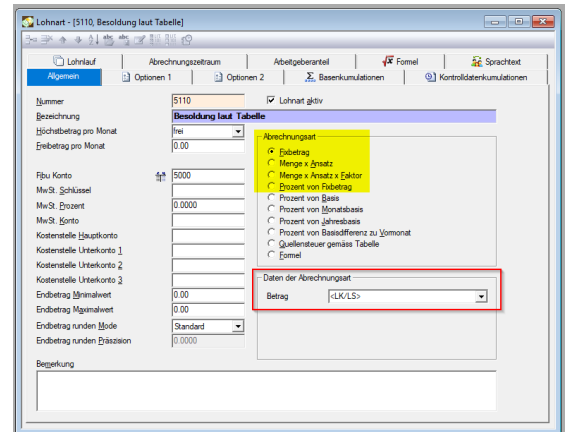 Lohnart - [5110, Besoldung laut Tabelle]
Lohnlauf Abrechnungszeitraum Arbeitgeberanteil Formel Sprachtext
Allgemein Optionen 1 Optionen 2 Basenkumulationen Kontrolldatenkumulationen
Nummer 5110 Lohnart aktiv
Bezeichnung Besoldung laut Tabelle
Höchstbetrag pro Monat frei
Freibetrag pro Monat 0.00
Abrechnungsart
Fixbetrag
Menge x Ansatz
Menge x Ansatz x Faktor
Prozent von Fixbetrag
Prozent von Basis
Prozent von Monatsbasis
Prozent von Jahresbasis
Prozent von Basisdifferenz zu Vormonat
Quellensteuer gemäss Tabelle
Formel
Fibu Konto 5000
MwSt. Schlüssel
MwSt. Prozent 0.0000
MwSt. Konto
Kostenstelle Hauptkonto
Kostenstelle Unterkonto 1
Kostenstelle Unterkonto 2
Kostenstelle Unterkonto 3
Endbetrag Minimalwert 0.00
Endbetrag Maximalwert 0.00
Endbetrag runden Mode Standard
Endbetrag runden Präszision 0.0000
Daten der Abrechnungsart
Betrag <LK/LS>
Bemerkung